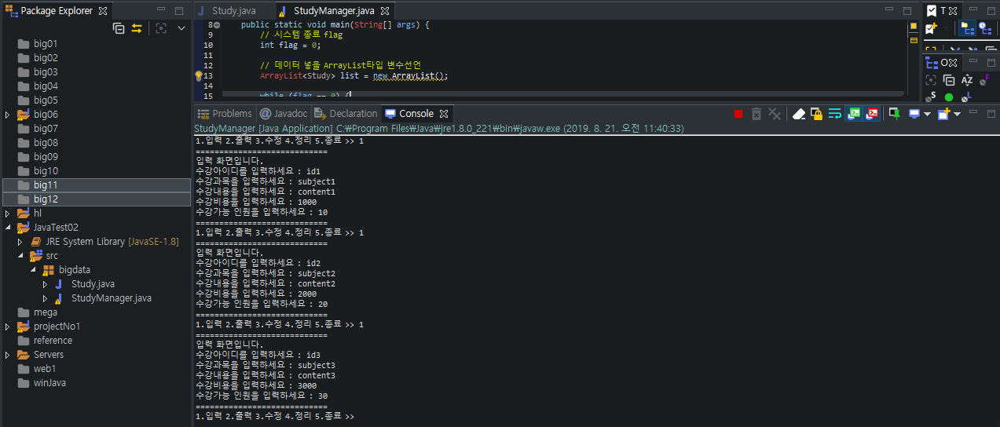 Package Explorer
big01
big02
big03
big04
big05
big06
big07
big08
big09
big10
big11
big12
hl
JavaTest02
JRE System Library [JavaSE-1.8]
src
bigdata
Study.java
StudyManager.java
mega
projectNo1
reference
Servers
web1
winJava
Study.java StudyManager.java
8 public static void main(String[] args) {
9 // 시스템 종료 flag
10 int flag = 0;
11
12 // 데이터 넣을 ArrayList타입 변수선언
13 ArrayList<Study> list = new ArrayList();
14
15 while (flag == 0) {
Problems Javadoc Declaration Console
StudyManager [Java Application] C:₩Program Files₩Java₩jre1.8.0_221₩bin₩javaw.exe (2019. 8. 21. 오전 11:40:33)
1.입력 2.출력 3.수정 4.정리 5.종료 >> 1
============================
입력 화면입니다.
수강아이디를 입력하세요 : id1
수강과목을 입력하세요 : subject1
수강내용을 입력하세요 : content1
수강비용을 입력하세요 : 1000
수강가능 인원을 입력하세요 : 10
============================
1.입력 2.출력 3.수정 4.정리 5.종료 >> 1
============================
입력 화면입니다.
수강아이디를 입력하세요 : id2
수강과목을 입력하세요 : subject2
수강내용을 입력하세요 : content2
수강비용을 입력하세요 : 2000
수강가능 인원을 입력하세요 : 20
============================
1.입력 2.출력 3.수정 4.정리 5.종료 >> 1
============================
입력 화면입니다.
수강아이디를 입력하세요 : id3
수강과목을 입력하세요 : subject3
수강내용을 입력하세요 : content3
수강비용을 입력하세요 : 3000
수강가능 인원을 입력하세요 : 30
============================
1.입력 2.출력 3.수정 4.정리 5.종료 >>
T
O